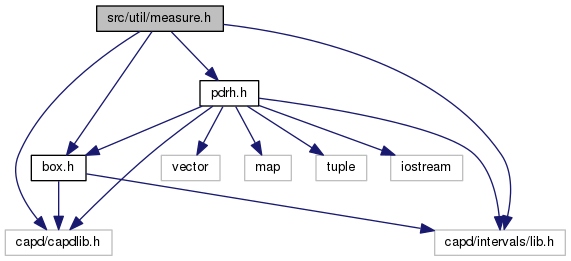 src/util/measure.h
pdrh.h
box.h
vector
map
tuple
iostream
capd/capdlib.h
capd/intervals/lib.h